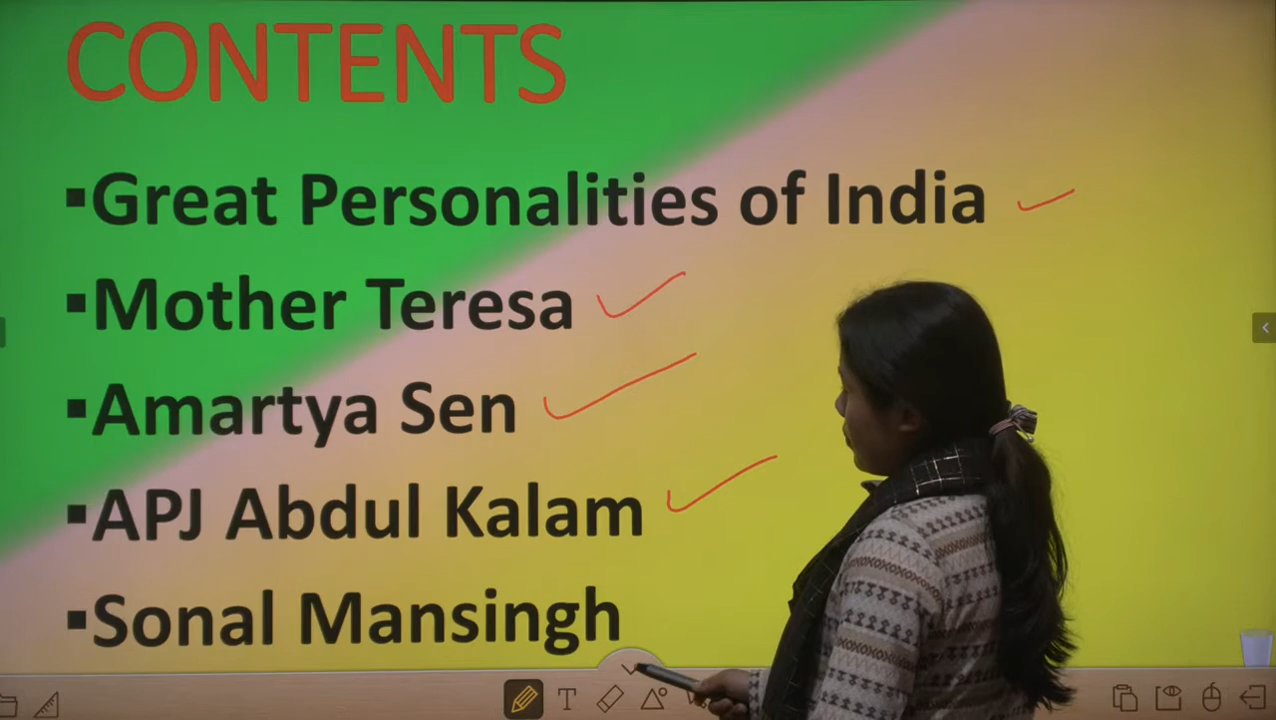 CONTENTS
▪Great Personalities of India
▪Mother Teresa
▪Amartya Sen
▪APJ Abdul Kalam
▪Sonal Mansingh
T